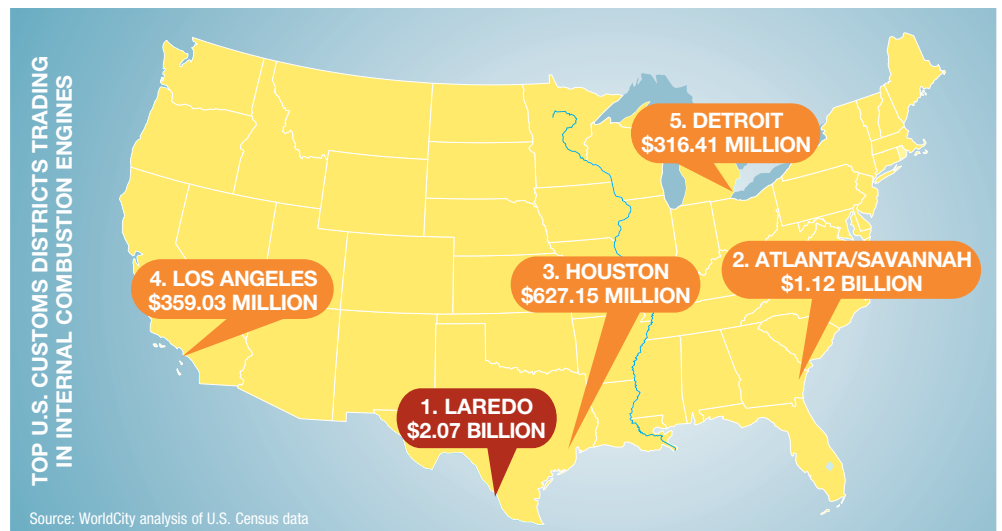 TOP U.S. CUSTOMS DISTRICTS TRADING
IN INTERNAL COMBUSTION ENGINES
1. LAREDO
$2.07 BILLION
2. ATLANTA/SAVANNAH
$1.12 BILLION
3. HOUSTON
$627.15 MILLION
4. LOS ANGELES
$359.03 MILLION
5. DETROIT
$316.41 MILLION
Source: WorldCity analysis of U.S. Census data